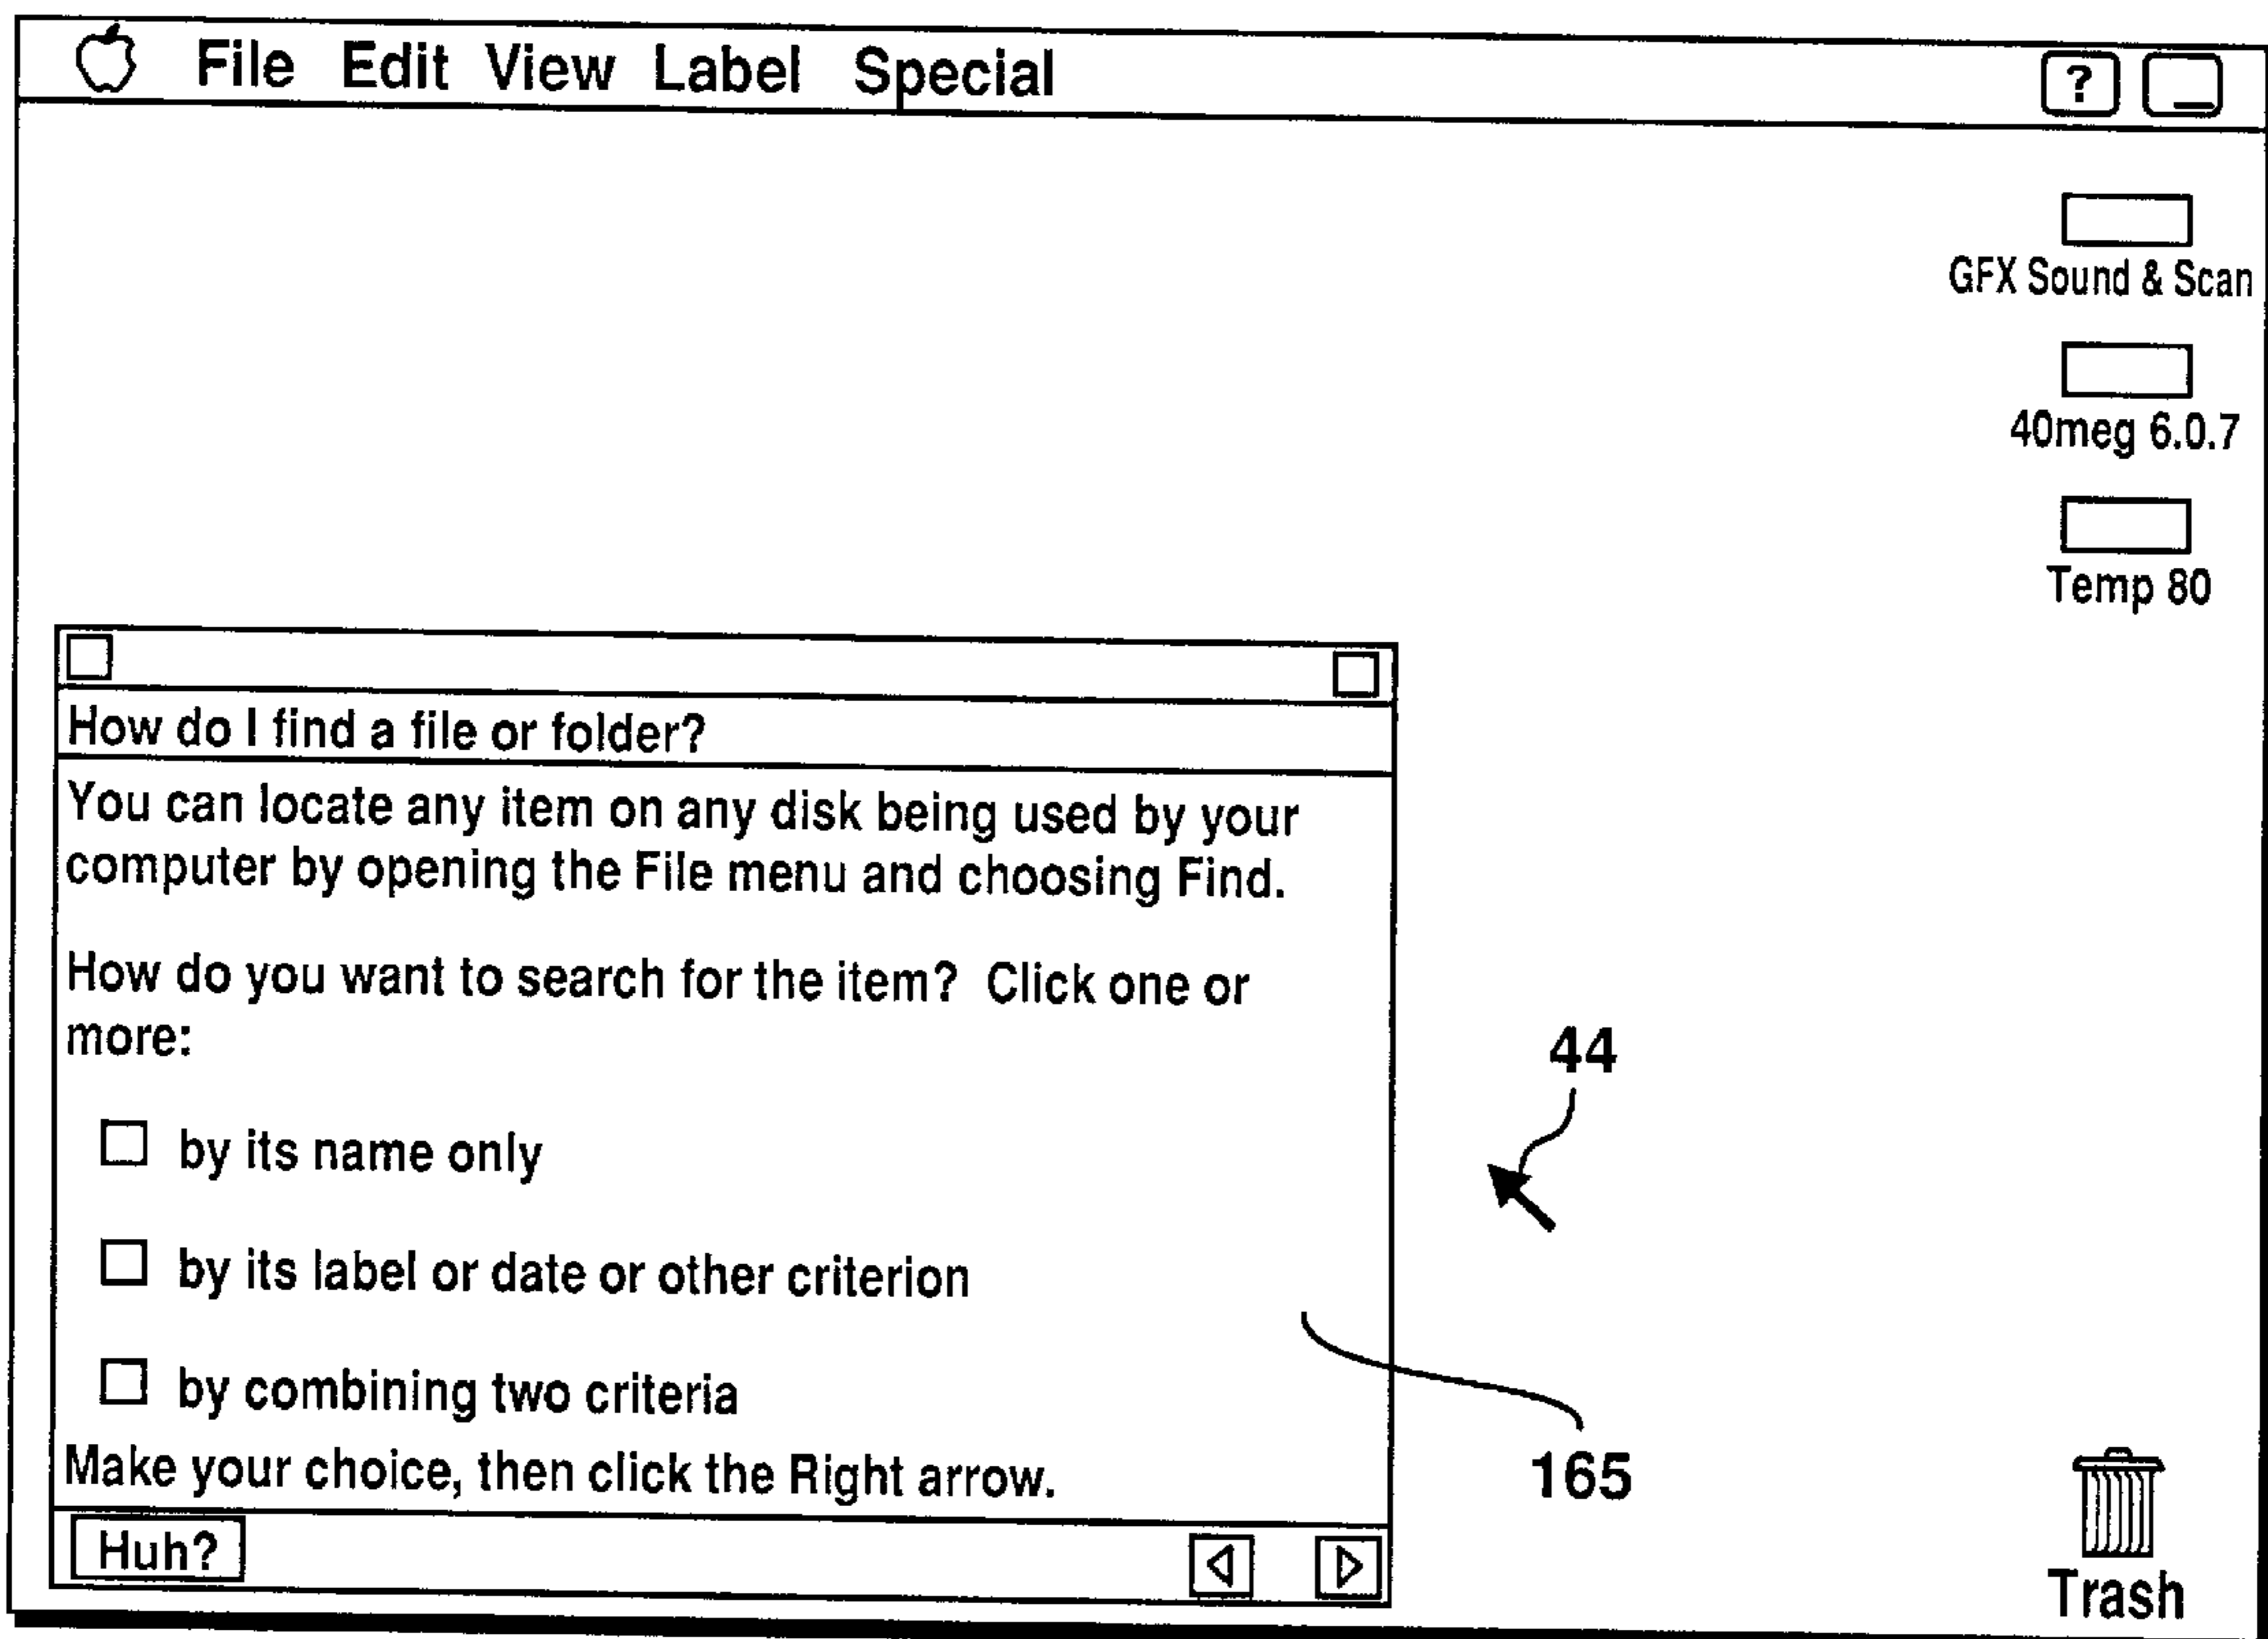 File Edit View Label Special ?
GFX Sound & Scan
40meg 6.0.7
Temp 80
How do I find a file or folder?
You can locate any item on any disk being used by your
computer by opening the File menu and choosing Find.
How do you want to search for the item? Click one or
more:
44
by its name only
by its label or date or other criterion
by combining two criteria
Make your choice, then click the Right arrow.
165
Huh?
Trash